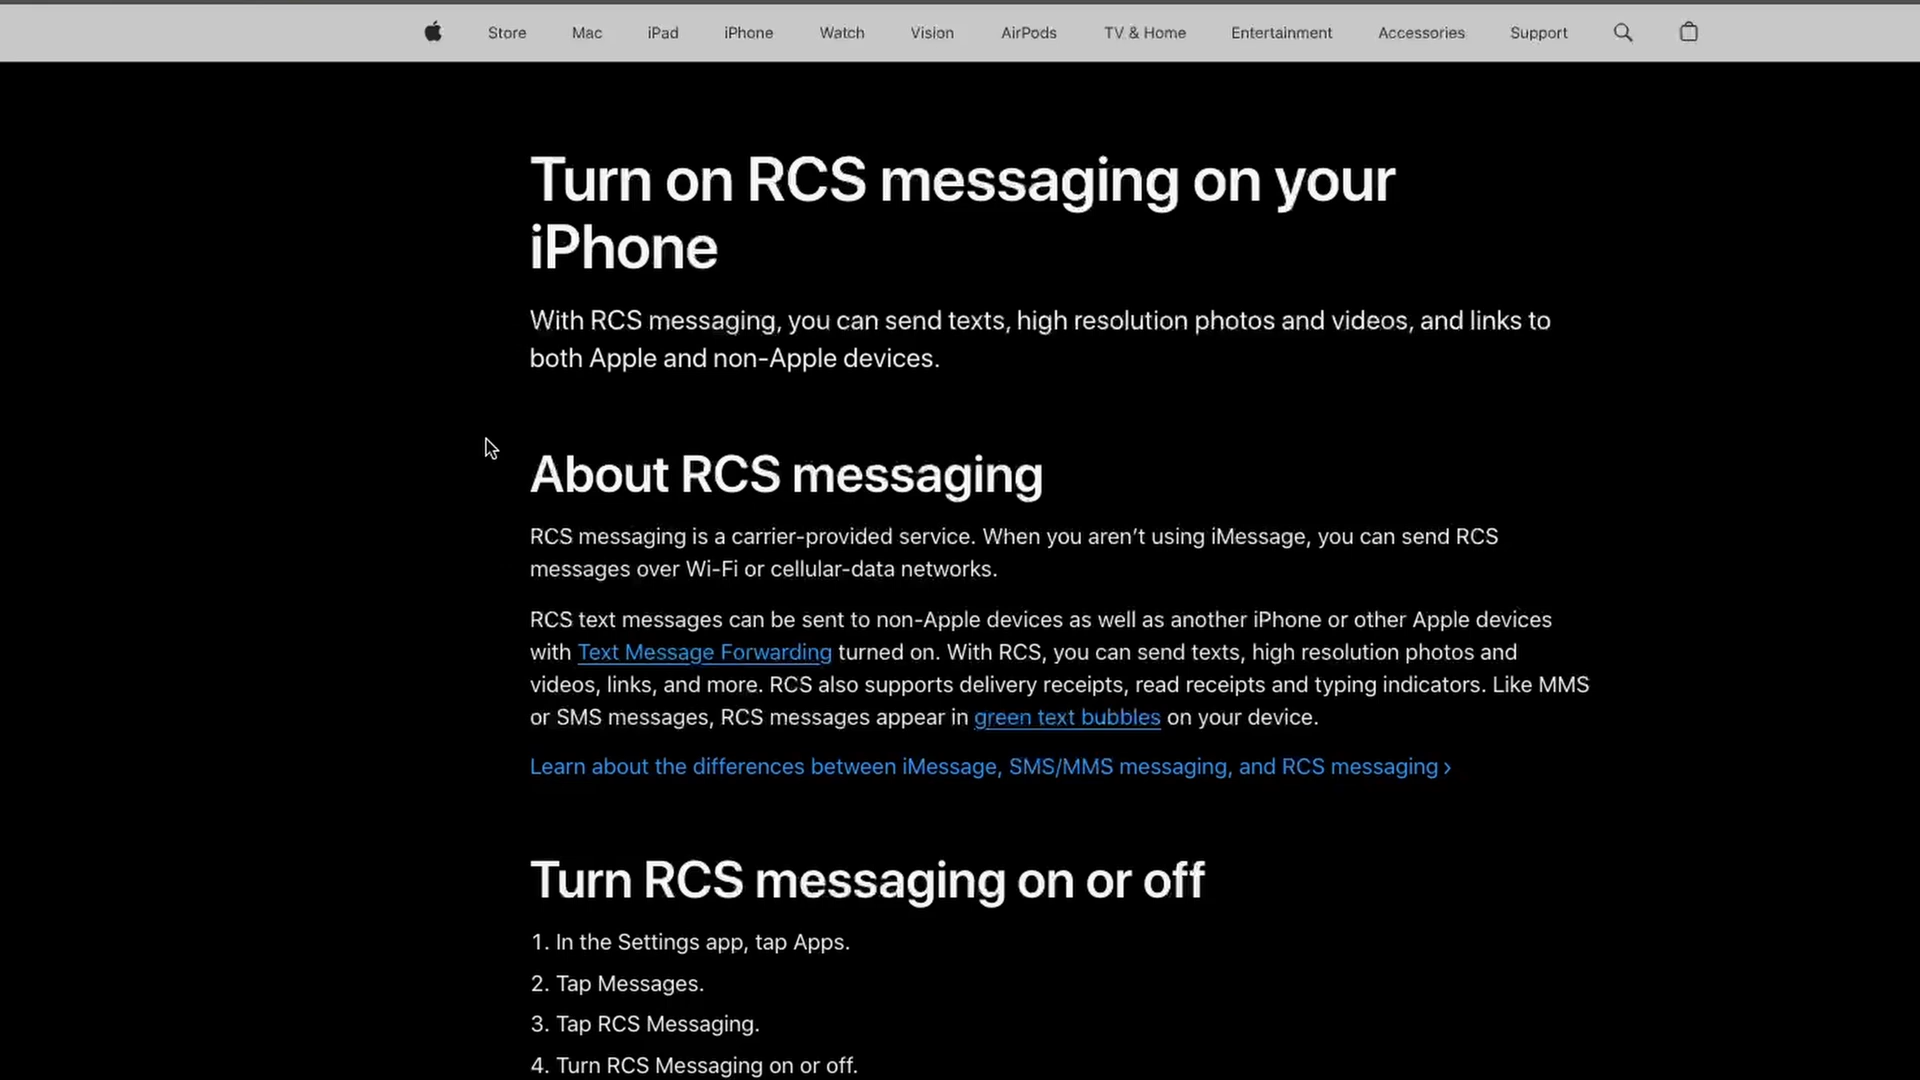 Store Mac iPad iPhone Watch Vision AirPods TV & Home Entertainment Accessories Support
Turn on RCS messaging on your
iPhone
With RCS messaging, you can send texts, high resolution photos and videos, and links to
both Apple and non-Apple devices.
About RCS messaging
RCS messaging is a carrier-provided service. When you aren’t using iMessage, you can send RCS
messages over Wi-Fi or cellular-data networks.
RCS text messages can be sent to non-Apple devices as well as another iPhone or other Apple devices
with Text Message Forwarding turned on. With RCS, you can send texts, high resolution photos and
videos, links, and more. RCS also supports delivery receipts, read receipts and typing indicators. Like MMS
or SMS messages, RCS messages appear in green text bubbles on your device.
Learn about the differences between iMessage, SMS/MMS messaging, and RCS messaging ›
Turn RCS messaging on or off
1. In the Settings app, tap Apps.
2. Tap Messages.
3. Tap RCS Messaging.
4. Turn RCS Messaging on or off.